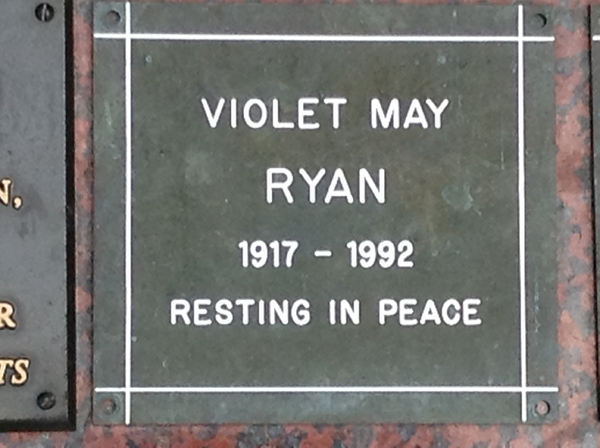 VIOLET MAY
RYAN
1917 - 1992
RESTING IN PEACE